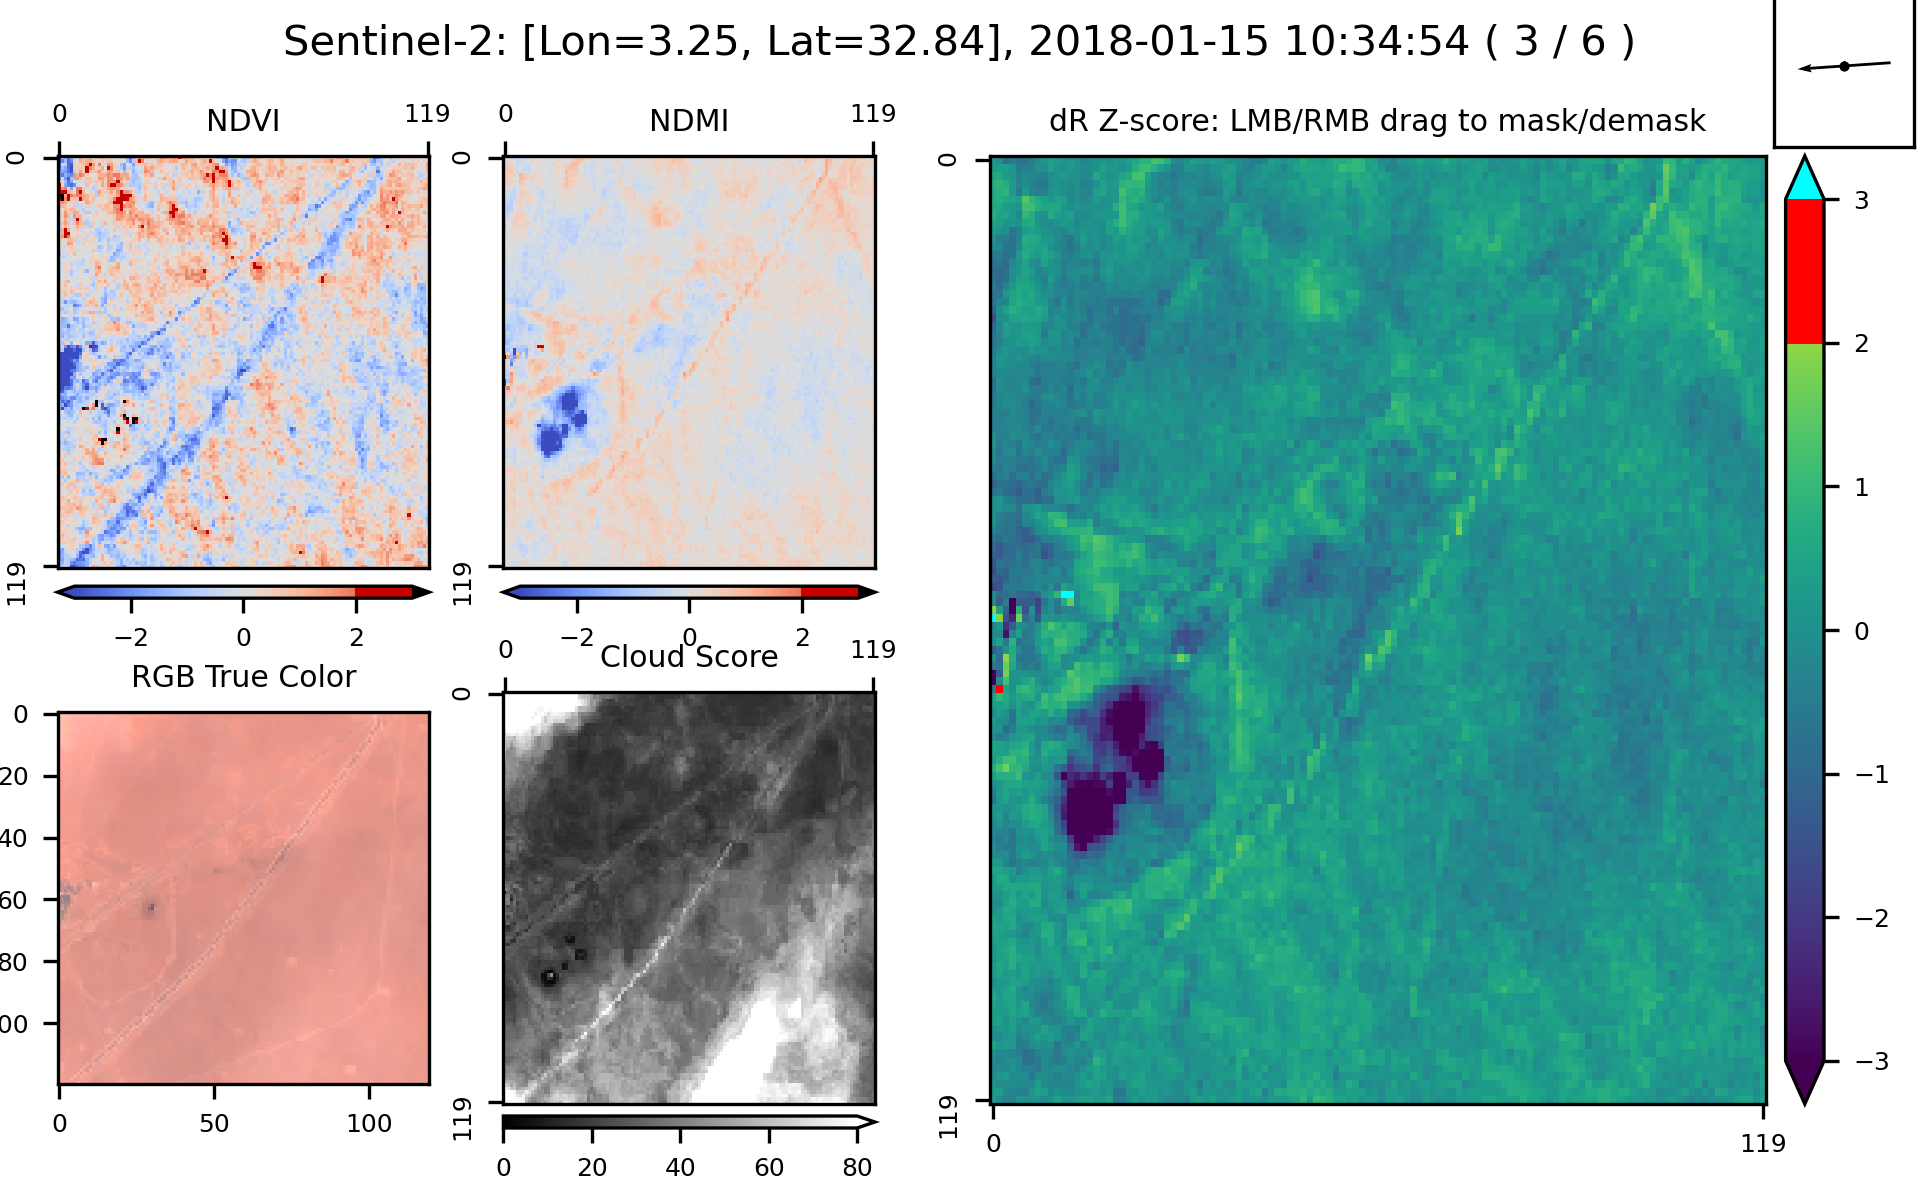 Sentinel-2: [Lon=3.25, Lat=32.84], 2018-01-15 10:34:54 ( 3 / 6 )
0 NDVI 119
0 NDMI 119
dR Z-score: LMB/RMB drag to mask/demask
0
0
0
119
119
−2 0 2
−2 0 2
RGB True Color
0 Cloud Score 119
0
20
40
60
80
00
0 50 100
0
119
0 20 40 60 80
119
0 119
3
2
1
0
−1
−2
−3